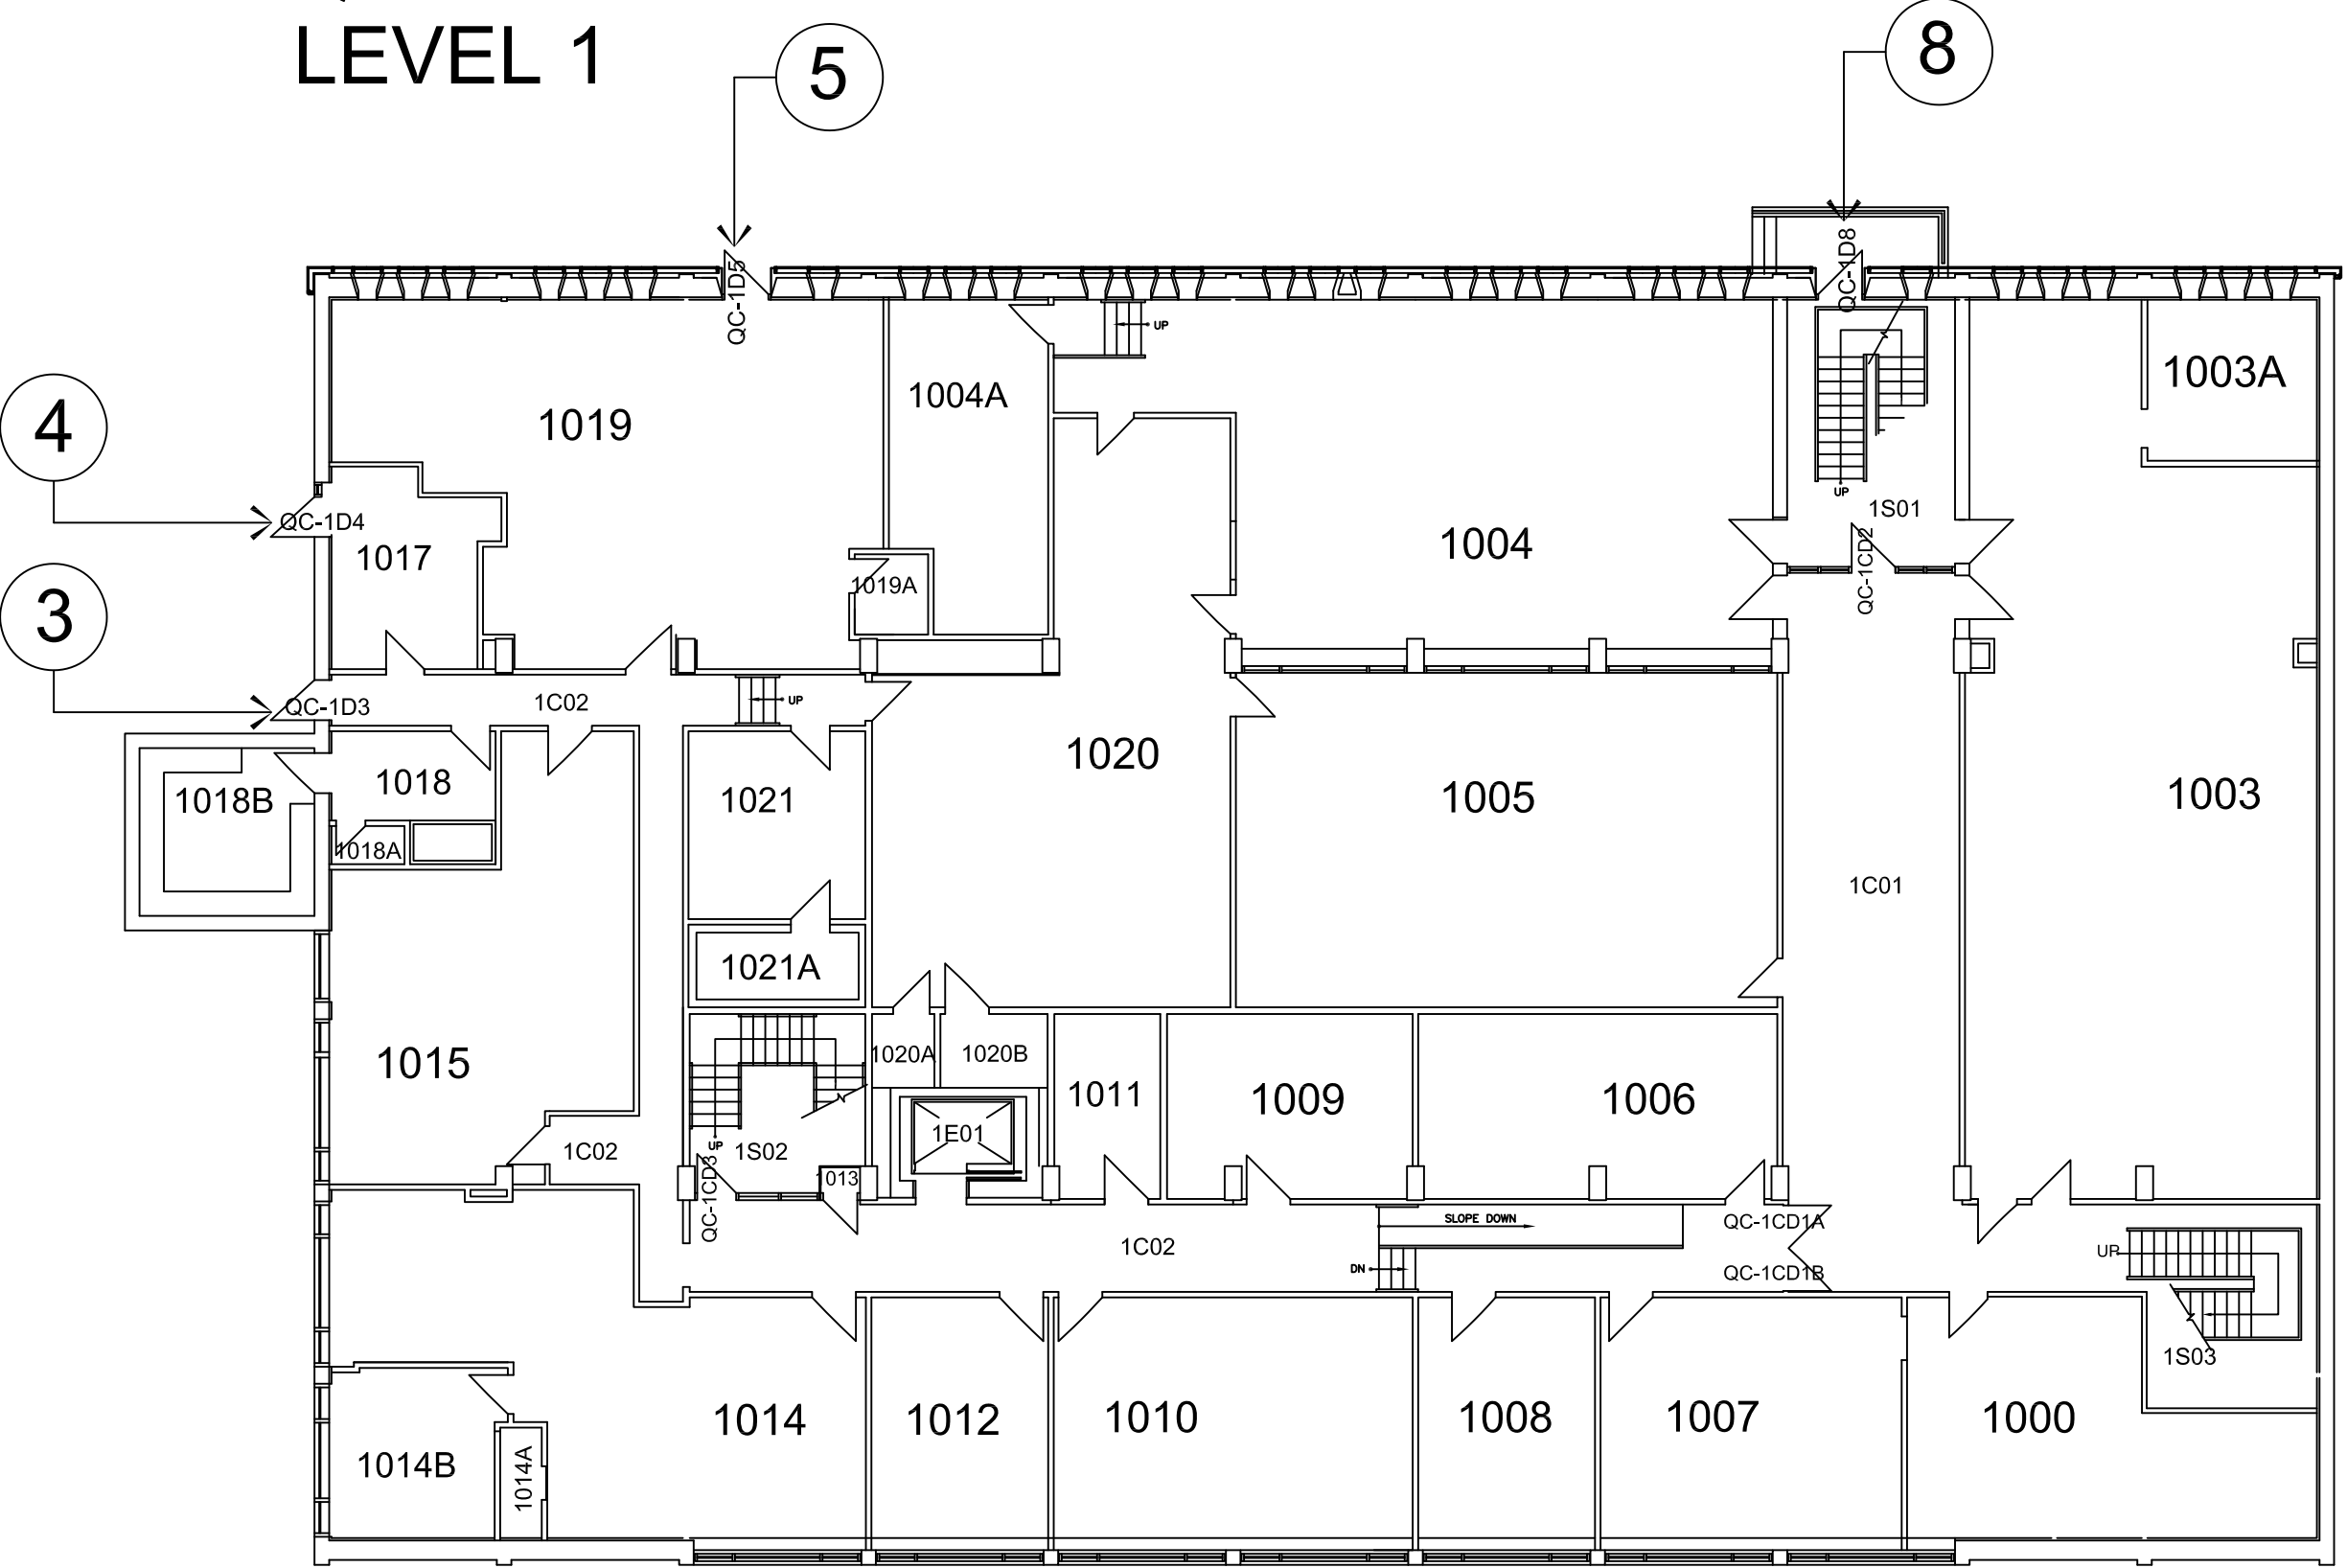 LEVEL 1
5
8
QC-1D5
QC-1D8
UP
1003A
1004A
4
1019
UP
1S01
QC-1D4
1004
1017
QC-1CD2
1019A
3
QC-1D3
1C02
UP
1020
1018
1021
1018B
1005
1003
1018A
1C01
1021A
1015
1020A
1020B
1011
1009
1006
1E01
UP
1S02
1C02
1013
QC-1CD3
SLOPE DOWN
QC-1CD1A
1C02
UP
DN
QC-1CD1B
1S03
1014
1012
1010
1008
1007
1000
1014B
1014A